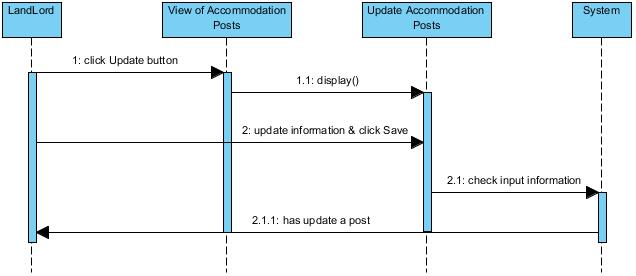 LandLord
View of Accommodation
Posts
Update Accommodation
Posts
System
1: click Update button
1.1: display()
2: update information & click Save
2.1: check input information
2.1.1: has update a post